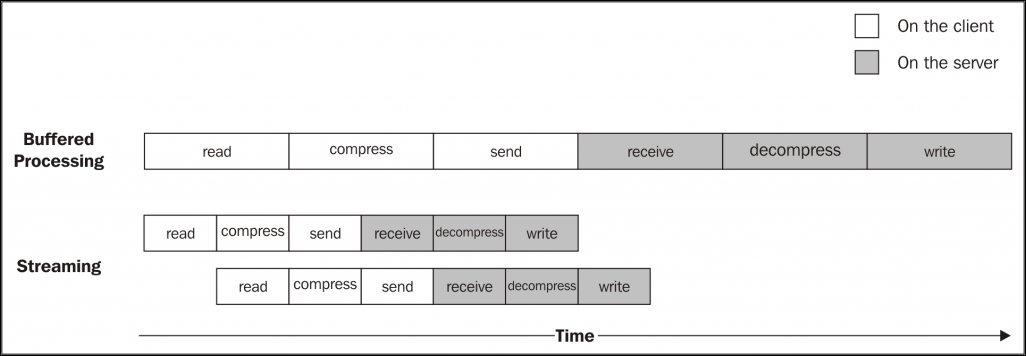 On the client
On the server
Buffered
Processing
read compress send receive decompress write
read compress send receive decompress write
Streaming
read compress send receive decompress write
Time